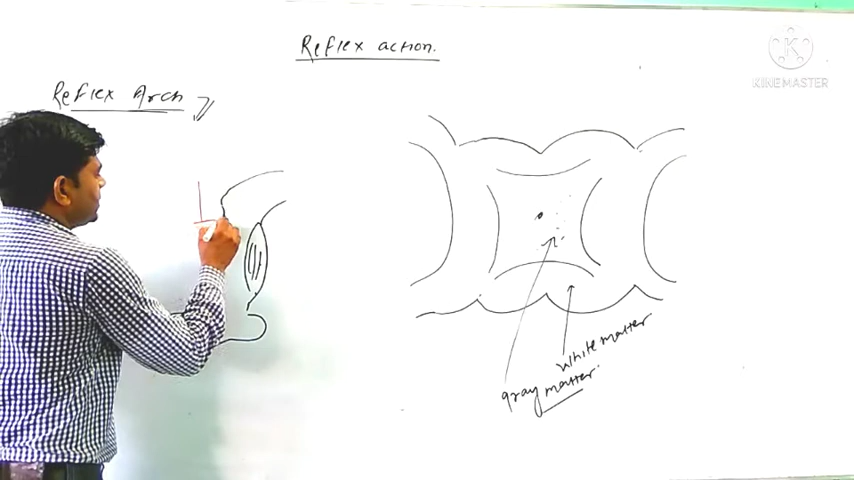 Reflex action.
K
KINEMASTER
Reflex Arch
White matter
gray matter